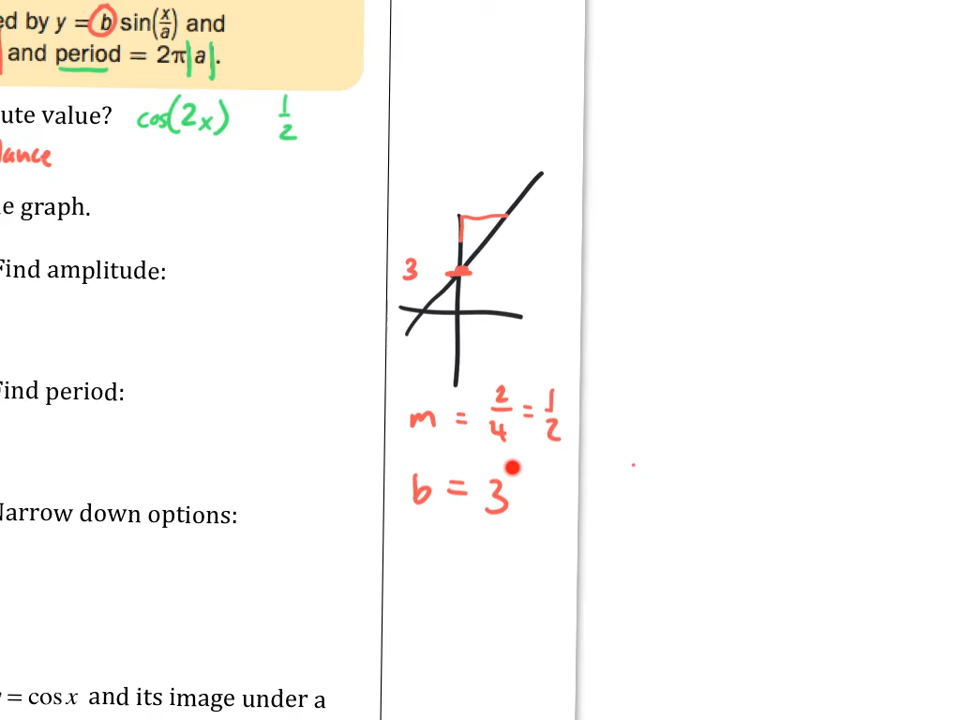 ed by y = b sin(x/a) and
and period = 2π|a|.
ute value? cos(2x) 1/2
lance
e graph.
Find amplitude:
3
Find period:
m = 2/4 = 1/2
b = 3
Narrow down options:
= cos x and its image under a